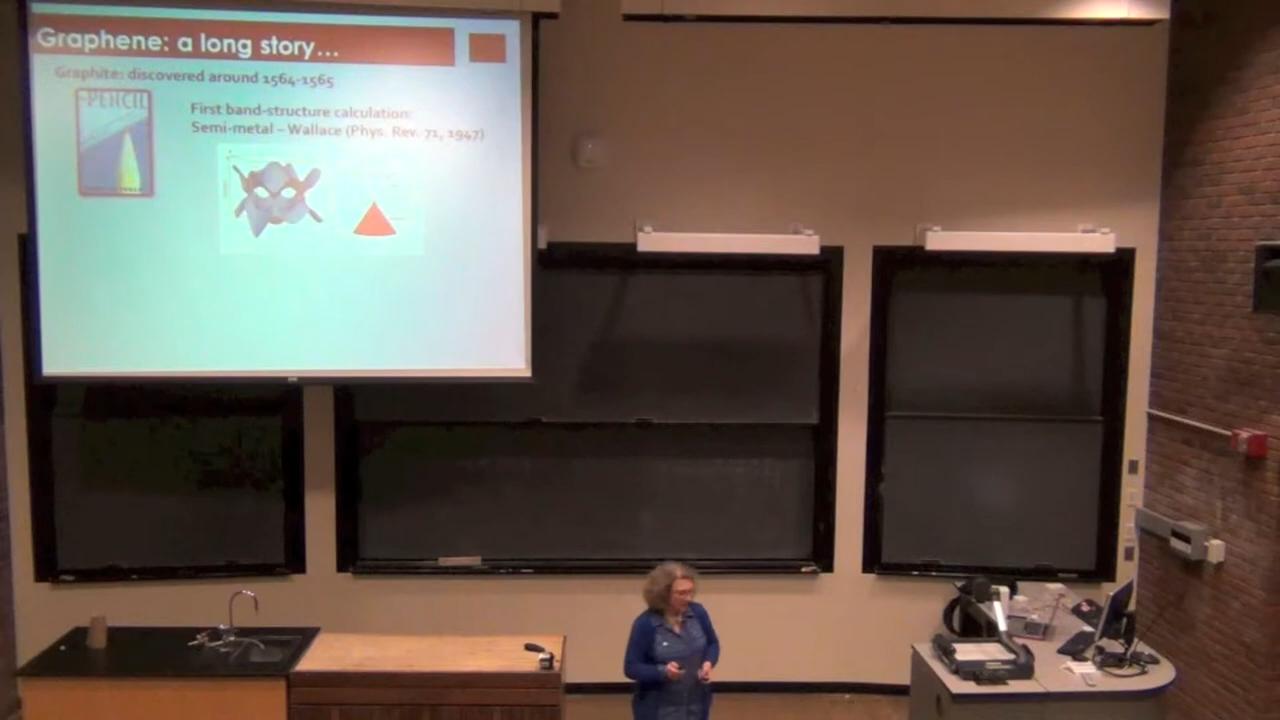 Graphene: a long story...
Graphite: discovered around 1564-1565
PENCIL
First band-structure calculation:
Semi-metal – Wallace (Phys. Rev. 71, 1947)